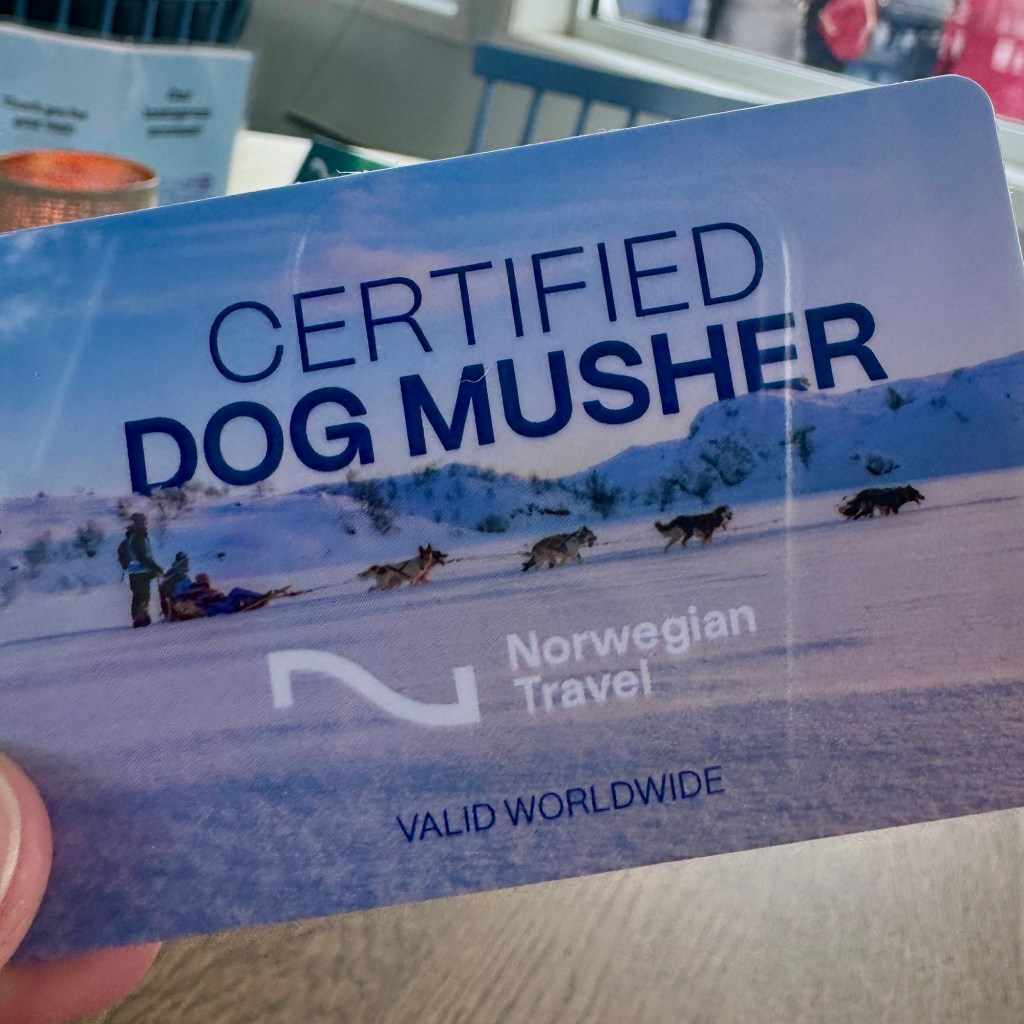 CERTIFIED
DOG MUSHER
Norwegian
Travel
VALID WORLDWIDE